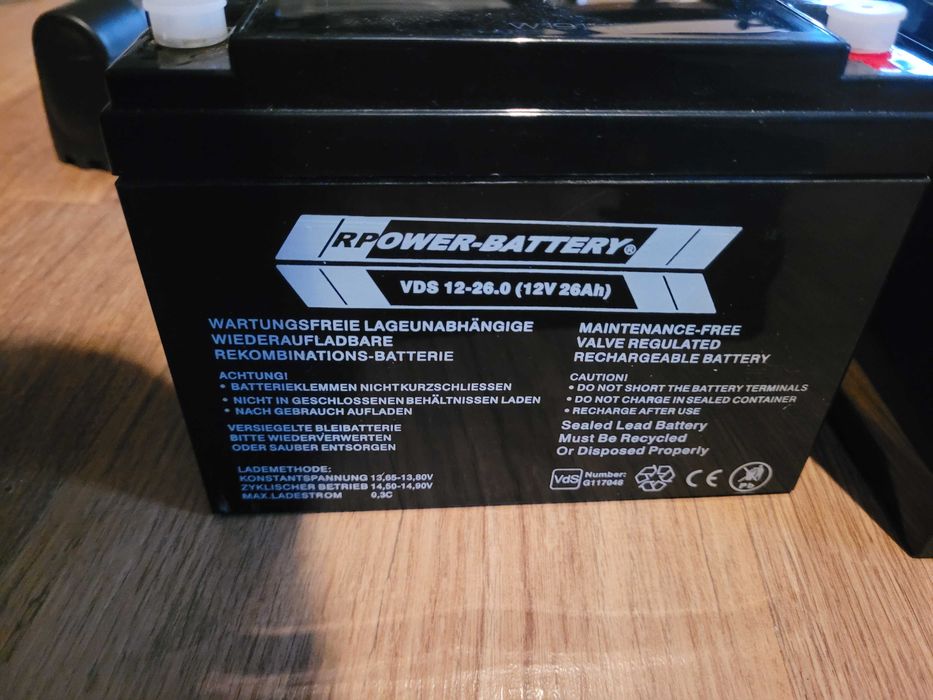 RPOWER-BATTERY®
VDS 12-26.0 (12V 26Ah)
WARTUNGSFREIE LAGEUNABHÄNGIGE
WIEDERAUFLADBARE
REKOMBINATIONS-BATTERIE
ACHTUNG!
• BATTERIEKLEMMEN NICHT KURZSCHLIESSEN
• NICHT IN GESCHLOSSENEN BEHÄLTNISSEN LADEN
• NACH GEBRAUCH AUFLADEN
VERSIEGELTE BLEIBATTERIE
BITTE WIEDERVERWERTEN
ODER SAUBER ENTSORGEN
LADEMETHODE:
KONSTANTSPANNUNG 13,65-13,80V
ZYKLISCHER BETRIEB 14,50-14,90V
MAX.LADESTROM 0,3C
MAINTENANCE-FREE
VALVE REGULATED
RECHARGEABLE BATTERY
CAUTION!
• DO NOT SHORT THE BATTERY TERMINALS
• DO NOT CHARGE IN SEALED CONTAINER
• RECHARGE AFTER USE
Sealed Lead Battery
Must Be Recycled
Or Disposed Properly
VdS Number:
G117046
CE
Pb